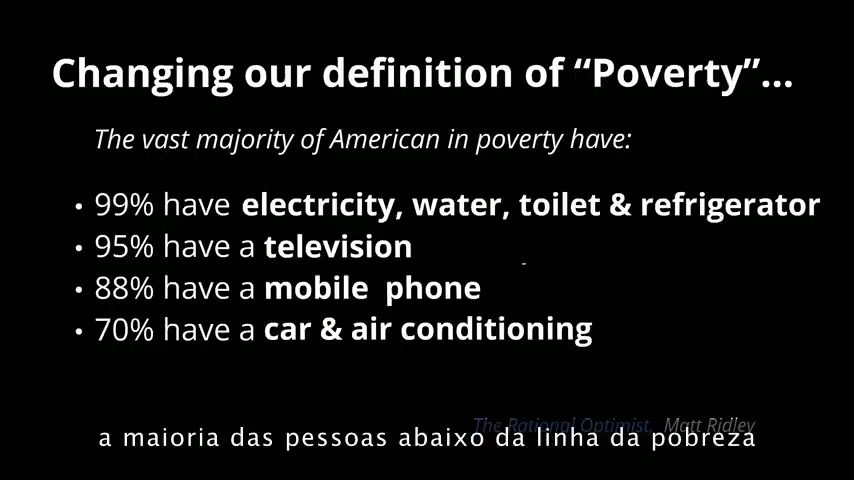 Changing our definition of “Poverty”...
The vast majority of American in poverty have:
• 99% have electricity, water, toilet & refrigerator
• 95% have a television
• 88% have a mobile phone
• 70% have a car & air conditioning
The Rational Optimist, Matt Ridley
a maioria das pessoas abaixo da linha da pobreza